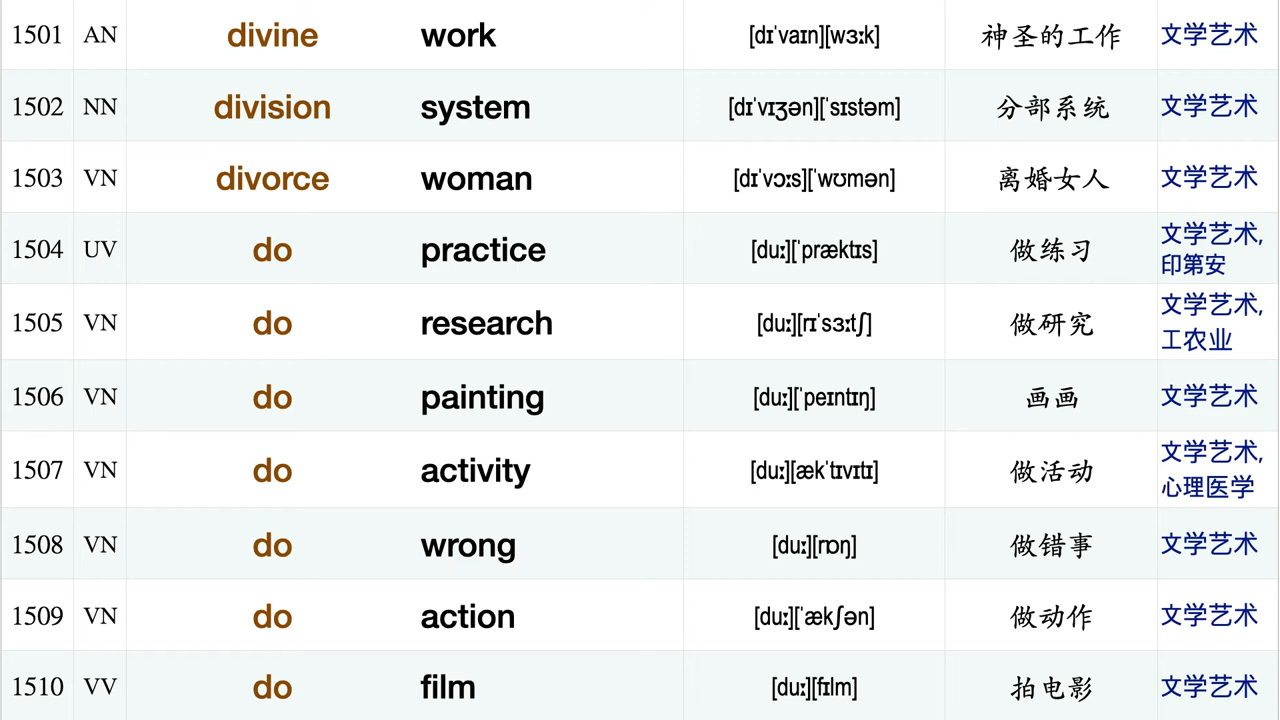 1501 AN divine work [dɪˈvaɪn][wɜːk] 神圣的工作 文学艺术
1502 NN division system [dɪˈvɪʒən][ˈsɪstəm] 分部系统 文学艺术
1503 VN divorce woman [dɪˈvɔːs][ˈwʊmən] 离婚女人 文学艺术
1504 UV do practice [duː][ˈpræktɪs] 做练习 文学艺术,
印第安
1505 VN do research [duː][rɪˈsɜːtʃ] 做研究 文学艺术,
工农业
1506 VN do painting [duː][ˈpeɪntɪŋ] 画画 文学艺术
1507 VN do activity [duː][ækˈtɪvɪtɪ] 做活动 文学艺术,
心理医学
1508 VN do wrong [duː][rɒŋ] 做错事 文学艺术
1509 VN do action [duː][ˈækʃən] 做动作 文学艺术
1510 VV do film [duː][fɪlm] 拍电影 文学艺术